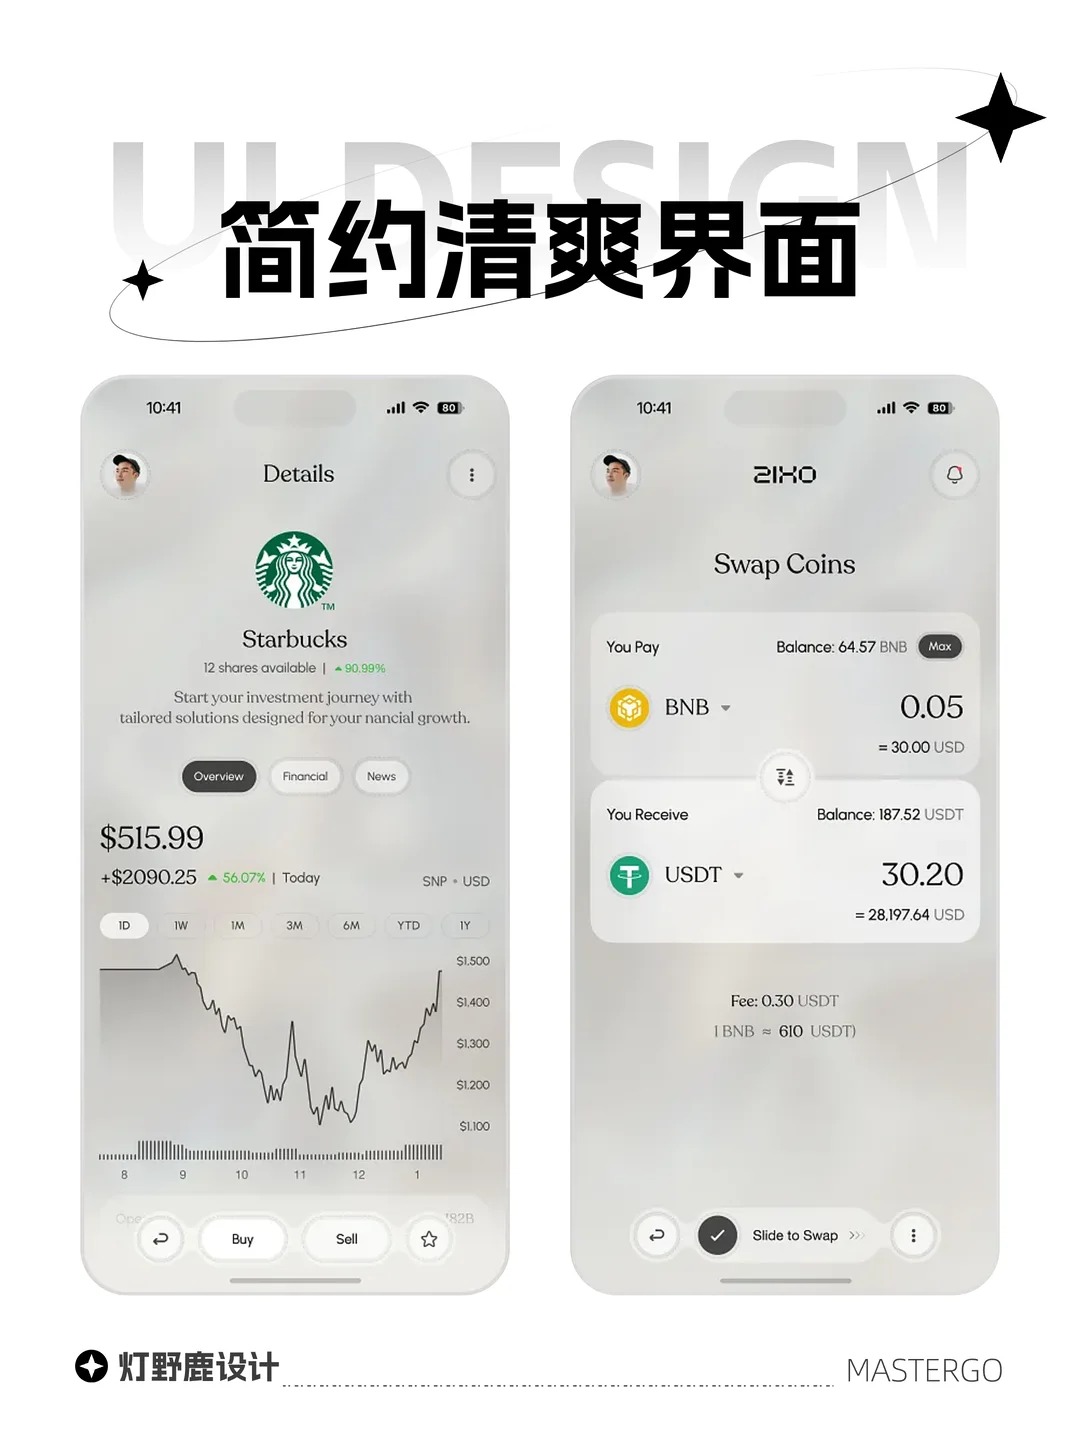 UI DESIGN
简约清爽界面
10:41
80
Details
TM
Starbucks
12 shares available | 90.99%
Start your investment journey with
tailored solutions designed for your nancial growth.
Overview
Financial
News
$515.99
+$2090.25 56.07% | Today
SNP • USD
1D
1W
1M
3M
6M
YTD
1Y
$1.500
$1,400
$1,300
$1.200
$1.100
8
9
10
11
12
1
Buy
Sell
10:41
80
ZIXO
Swap Coins
You Pay
Balance: 64.57 BNB
Max
BNB
0.05
= 30.00 USD
You Receive
Balance: 187.52 USDT
USDT
30.20
= 28,197.64 USD
Fee: 0.30 USDT
1 BNB ≈ 610 USDT)
Slide to Swap
灯野鹿设计
MASTERGO